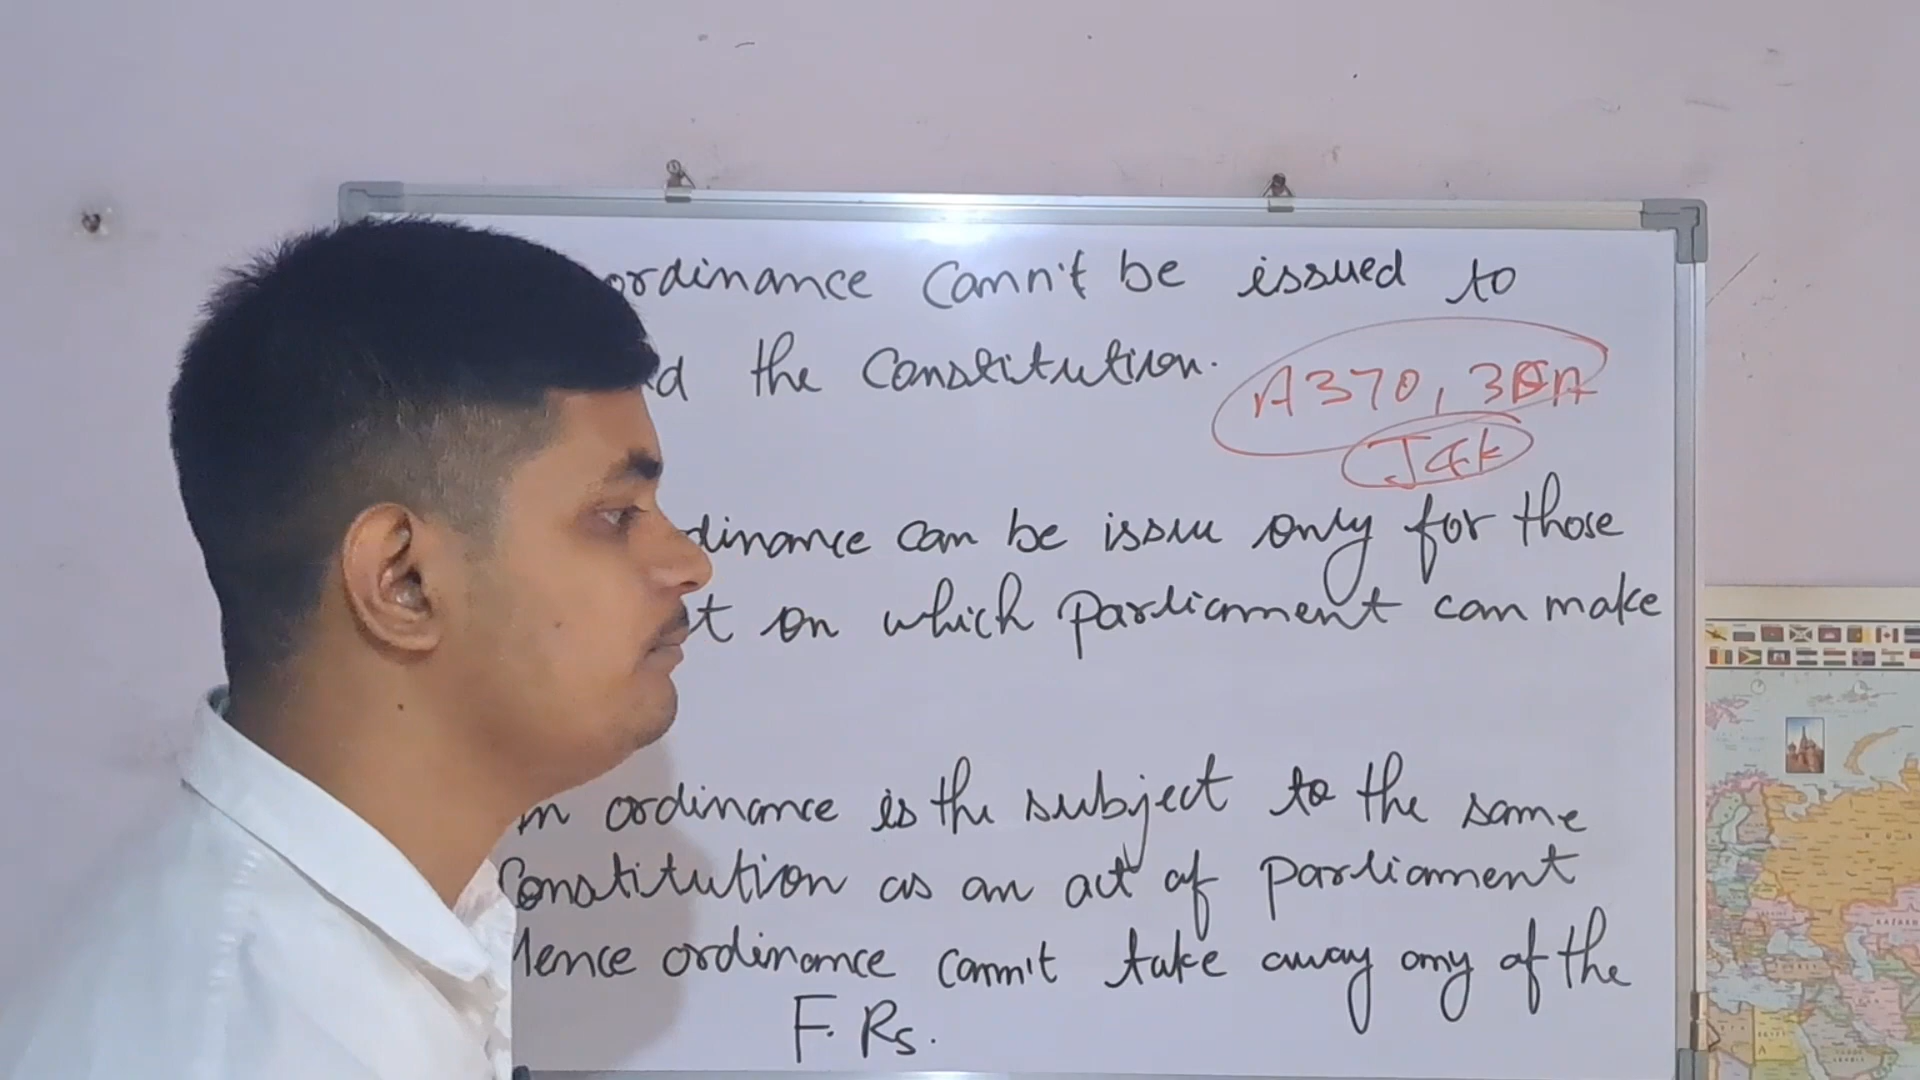 ordinance cann't be issued to
the Constitution.
A370, 35A
J&K
dinance can be issu only for those
t on which parliament can make
ordinance is the subject to the same
Constitution as an act of parliament
Hence ordinance cann't take away any of the
F. Rs.